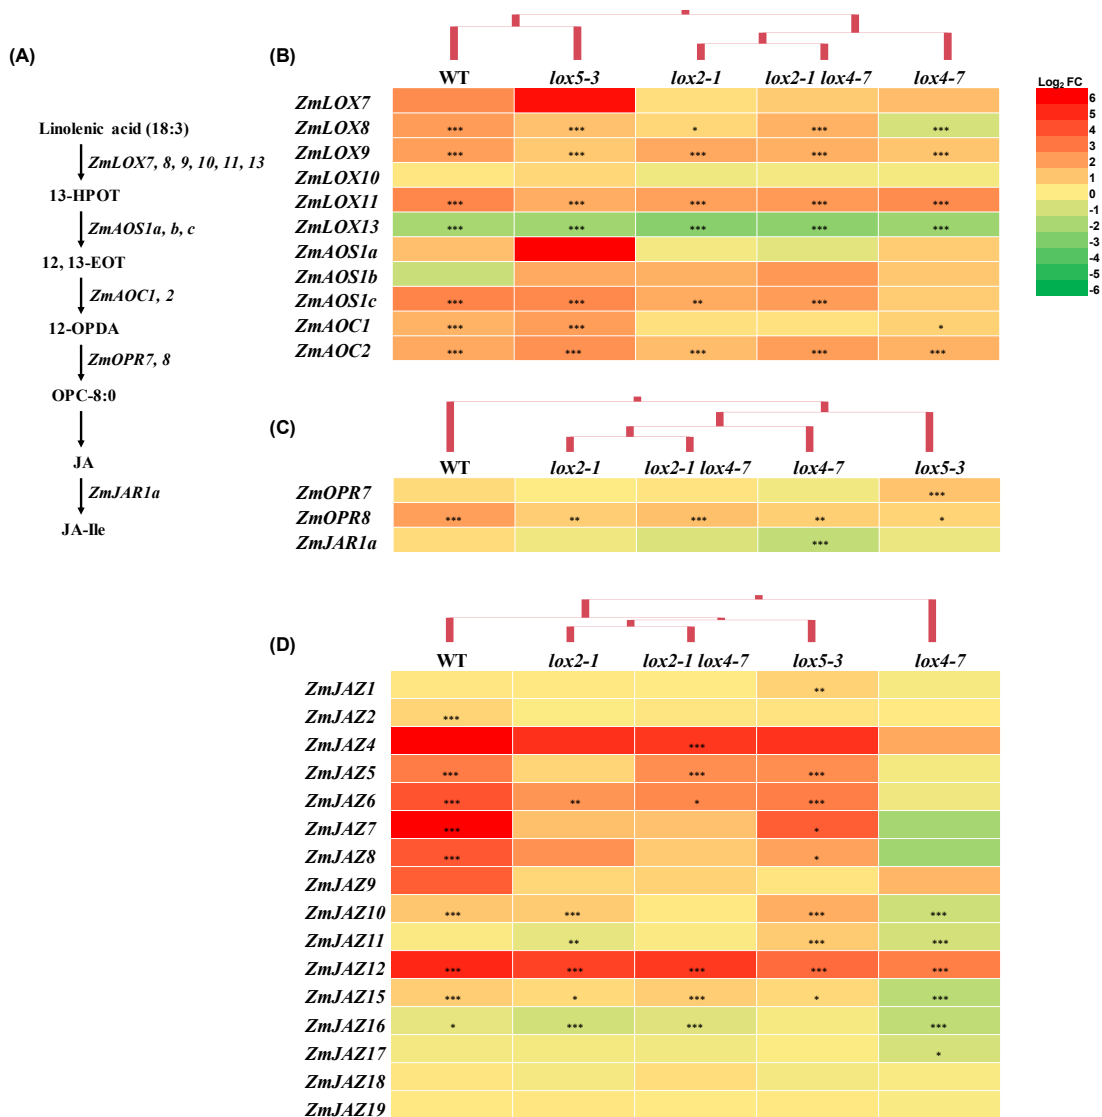 (A)
Linolenic acid (18:3)
ZmLOX7, 8, 9, 10, 11, 13
13-HPOT
ZmAOS1a, b, c
12, 13-EOT
ZmAOC1, 2
12-OPDA
ZmOPR7, 8
OPC-8:0
JA
ZmJAR1a
JA-Ile
(B)
WT lox5-3 lox2-1 lox2-1 lox4-7 lox4-7
ZmLOX7
ZmLOX8 *** *** * *** ***
ZmLOX9 *** *** *** *** ***
ZmLOX10
ZmLOX11 *** *** *** *** ***
ZmLOX13 *** *** *** *** ***
ZmAOS1a
ZmAOS1b
ZmAOS1c *** *** ** ***
ZmAOC1 *** *** *
ZmAOC2 *** *** *** *** ***
Log2 FC
6
5
4
3
2
1
0
-1
-2
-3
-4
-5
-6
(C)
WT lox2-1 lox2-1 lox4-7 lox4-7 lox5-3
ZmOPR7 ***
ZmOPR8 *** ** *** ** *
ZmJAR1a ***
(D)
WT lox2-1 lox2-1 lox4-7 lox5-3 lox4-7
ZmJAZ1 **
ZmJAZ2 ***
ZmJAZ4 ***
ZmJAZ5 *** *** ***
ZmJAZ6 *** ** * ***
ZmJAZ7 *** *
ZmJAZ8 *** *
ZmJAZ9
ZmJAZ10 *** *** *** ***
ZmJAZ11 ** *** ***
ZmJAZ12 *** *** *** *** ***
ZmJAZ15 *** * *** * ***
ZmJAZ16 * *** *** ***
ZmJAZ17 *
ZmJAZ18
ZmJAZ19